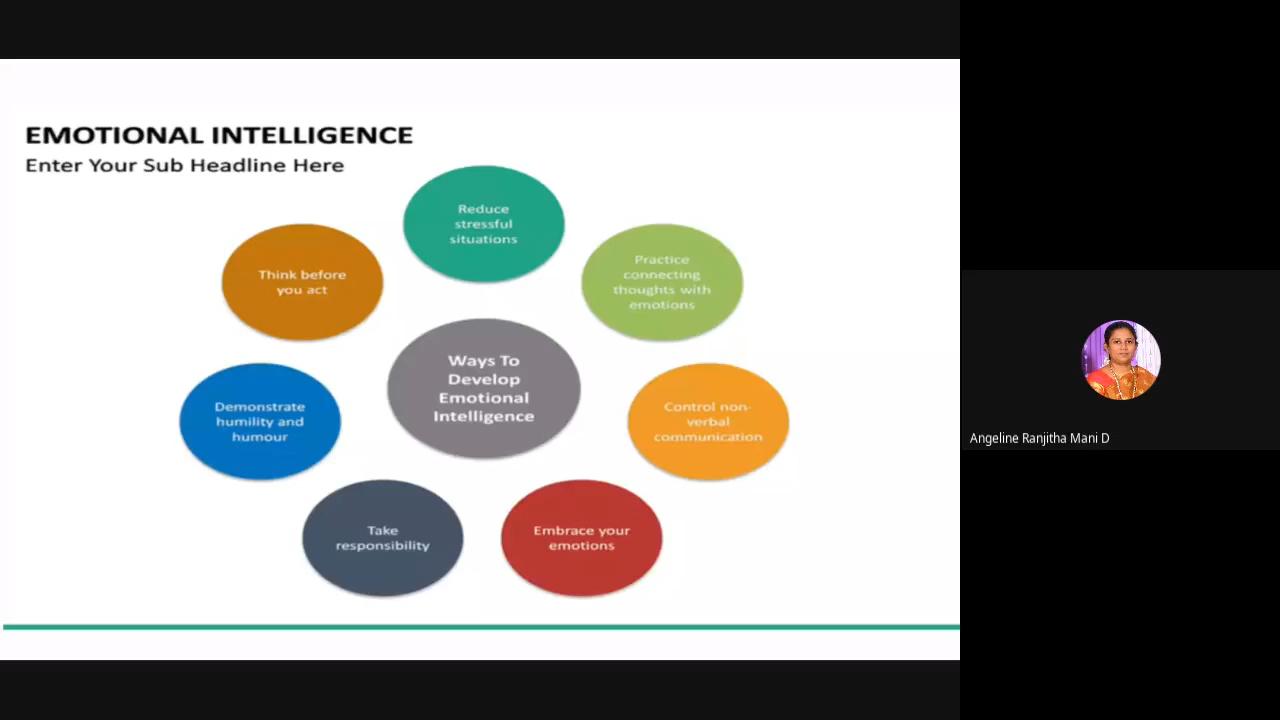 EMOTIONAL INTELLIGENCE
Enter Your Sub Headline Here
Reduce
stressful
situations
Practice
connecting
thoughts with
emotions
Control non-
verbal
communication
Embrace your
emotions
Take
responsibility
Demonstrate
humility and
humour
Think before
you act
Ways To
Develop
Emotional
Intelligence
Angeline Ranjitha Mani D